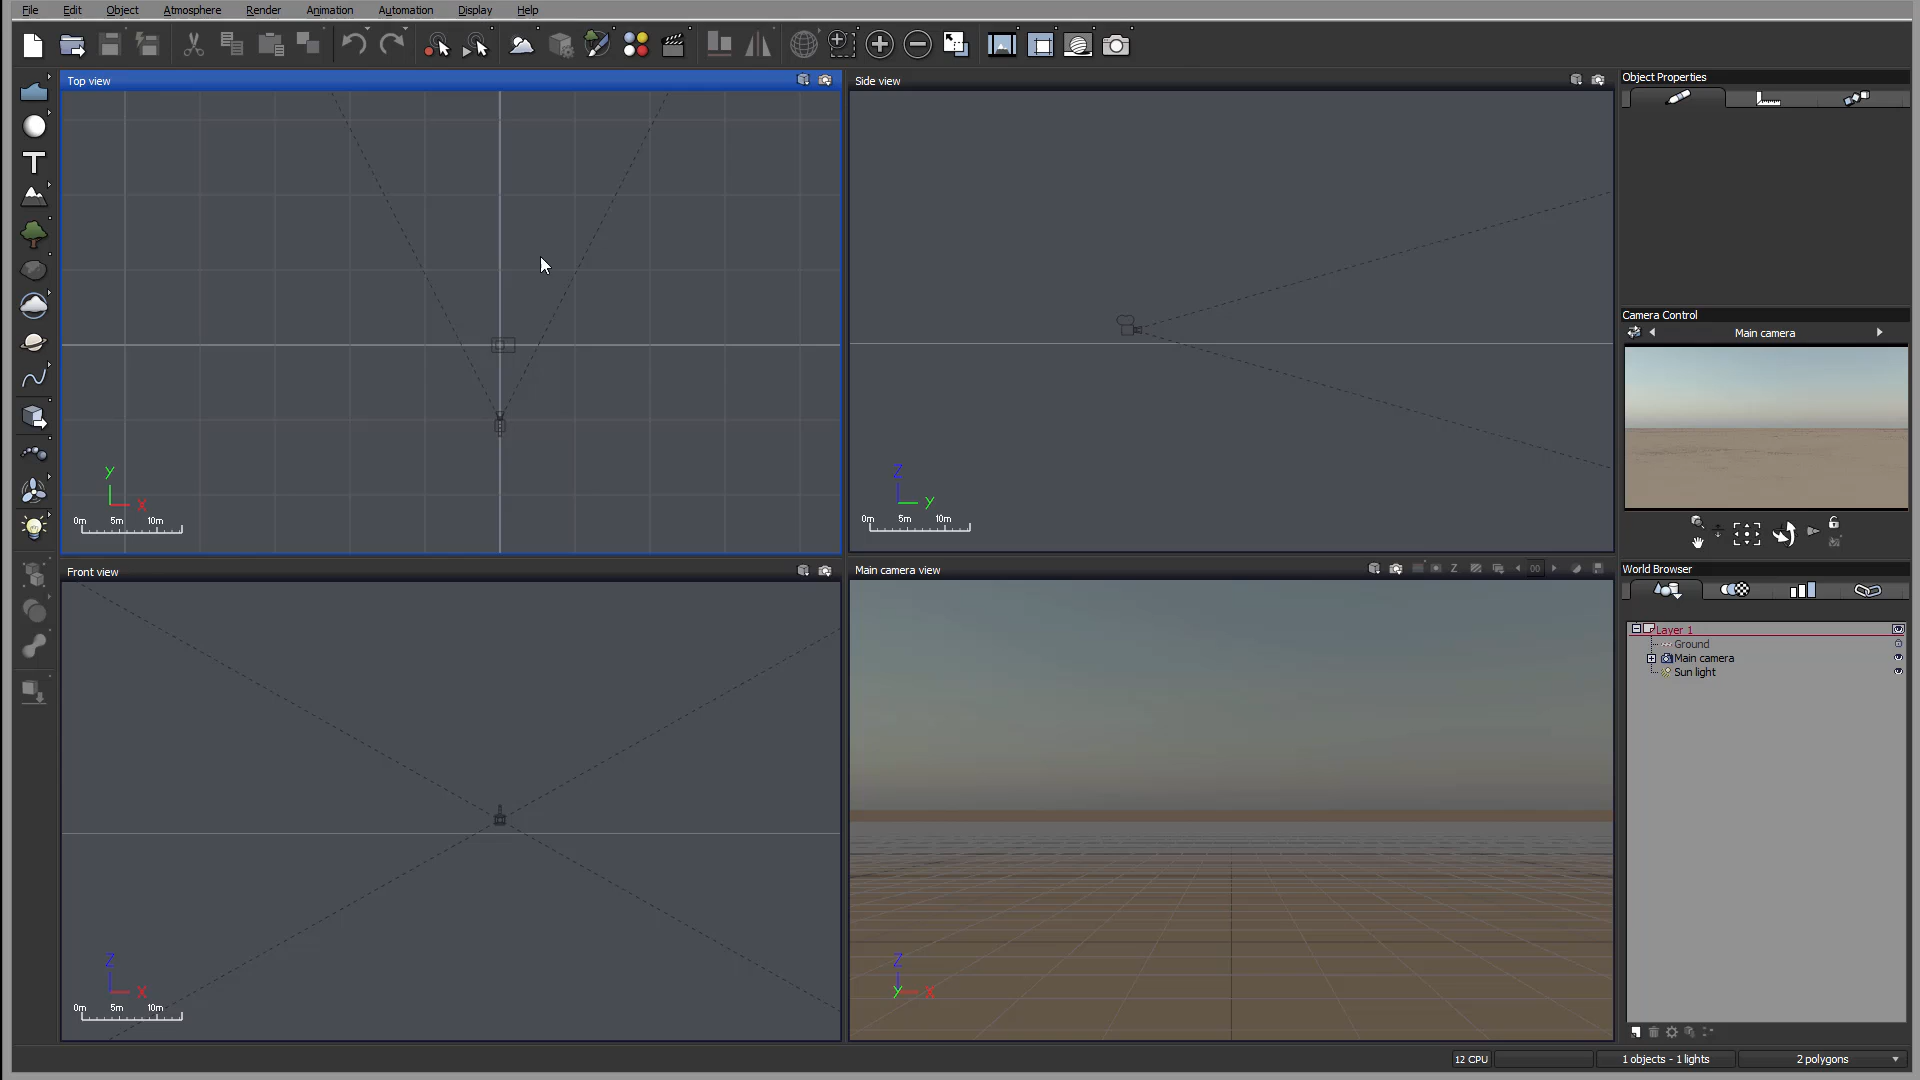 File Edit Object Atmosphere Render Animation Automation Display Help
Top view
Side view
Object Properties
Y
X
0m 5m 10m
Z
Y
0m 5m 10m
Camera Control
Main camera
Front view
Z
X
0m 5m 10m
Main camera view
Z
00
Z
Y X
World Browser
Layer 1
Ground
Main camera
Sun light
12 CPU
1 objects - 1 lights
2 polygons